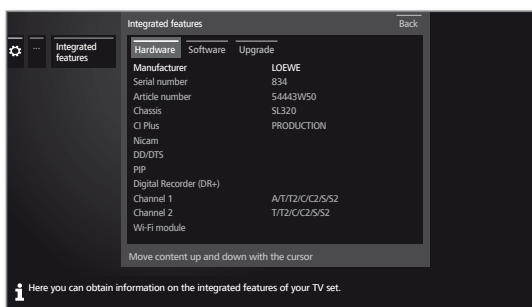 Integrated features Back
... Integrated features
Hardware Software Upgrade
Manufacturer LOEWE
Serial number 834
Article number 54443W50
Chassis SL320
CI Plus PRODUCTION
Nicam
DD/DTS
PIP
Digital Recorder (DR+)
Channel 1 A/T/T2/C/C2/S/S2
Channel 2 T/T2/C/C2/S/S2
Wi-Fi module
Move content up and down with the cursor
Here you can obtain information on the integrated features of your TV set.